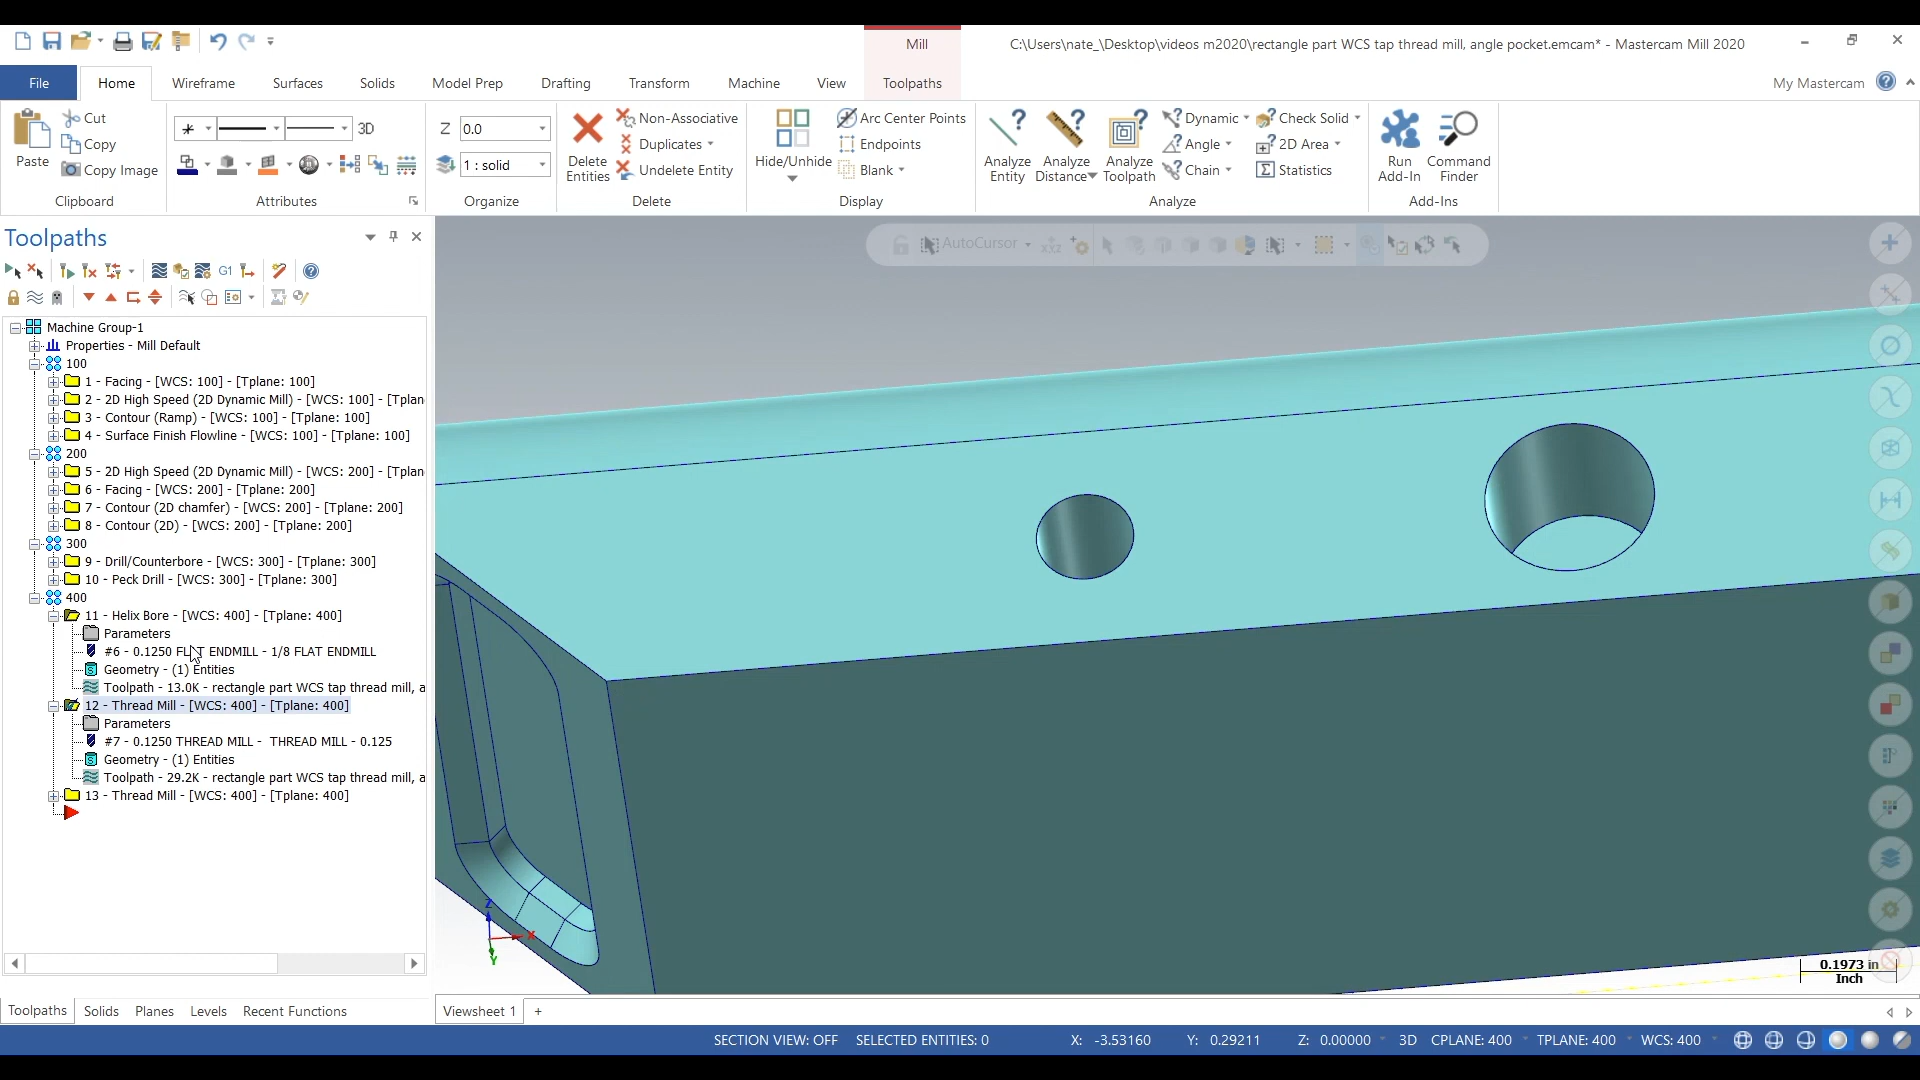 Mill
C:\Users\nate_\Desktop\videos m2020\rectangle part WCS tap thread mill, angle pocket.emcam* - Mastercam Mill 2020
File Home Wireframe Surfaces Solids Model Prep Drafting Transform Machine View Toolpaths My Mastercam
Paste
Cut
Copy
Copy Image
Clipboard
3D
Attributes
Z 0.0
1 : solid
Organize
Delete
Entities
Non-Associative
Duplicates
Undelete Entity
Delete
Hide/Unhide
Arc Center Points
Endpoints
Blank
Display
Analyze
Entity
Analyze
Distance
Analyze
Toolpath
Dynamic
Angle
Chain
Check Solid
2D Area
Statistics
Analyze
Run
Add-In
Command
Finder
Add-Ins
Toolpaths
G1
AutoCursor
Machine Group-1
Properties - Mill Default
100
1 - Facing - [WCS: 100] - [Tplane: 100]
2 - 2D High Speed (2D Dynamic Mill) - [WCS: 100] - [Tplan
3 - Contour (Ramp) - [WCS: 100] - [Tplane: 100]
4 - Surface Finish Flowline - [WCS: 100] - [Tplane: 100]
200
5 - 2D High Speed (2D Dynamic Mill) - [WCS: 200] - [Tplan
6 - Facing - [WCS: 200] - [Tplane: 200]
7 - Contour (2D chamfer) - [WCS: 200] - [Tplane: 200]
8 - Contour (2D) - [WCS: 200] - [Tplane: 200]
300
9 - Drill/Counterbore - [WCS: 300] - [Tplane: 300]
10 - Peck Drill - [WCS: 300] - [Tplane: 300]
400
11 - Helix Bore - [WCS: 400] - [Tplane: 400]
Parameters
#6 - 0.1250 FLAT ENDMILL - 1/8 FLAT ENDMILL
Geometry - (1) Entities
Toolpath - 13.0K - rectangle part WCS tap thread mill, a
12 - Thread Mill - [WCS: 400] - [Tplane: 400]
Parameters
#7 - 0.1250 THREAD MILL - THREAD MILL - 0.125
Geometry - (1) Entities
Toolpath - 29.2K - rectangle part WCS tap thread mill, a
13 - Thread Mill - [WCS: 400] - [Tplane: 400]
Z
X
Y
0.1973 in
Inch
Toolpaths Solids Planes Levels Recent Functions
Viewsheet 1 +
SECTION VIEW: OFF SELECTED ENTITIES: 0 X: -3.53160 Y: 0.29211 Z: 0.00000 3D CPLANE: 400 TPLANE: 400 WCS: 400